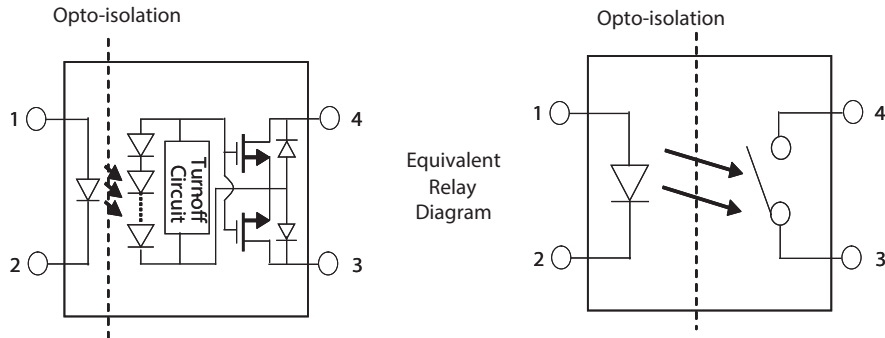 Opto-isolation
1
2
Turnoff
Circuit
4
3
Equivalent
Relay
Diagram
Opto-isolation
1
2
4
3